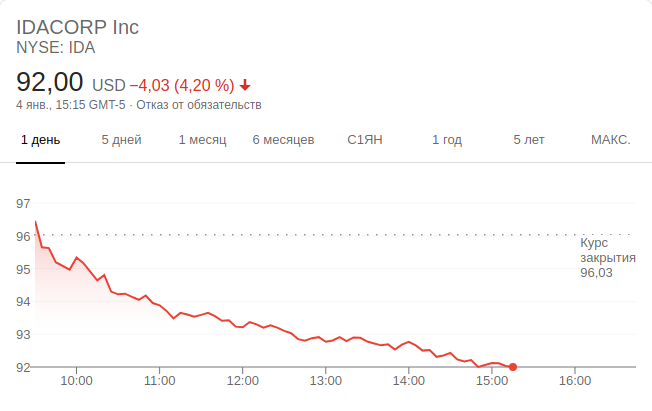 IDACORP Inc
NYSE: IDA
92,00 USD −4,03 (4,20 %)
4 янв., 15:15 GMT-5 · Отказ от обязательств
1 день 5 дней 1 месяц 6 месяцев С1ЯН 1 год 5 лет МАКС.
97
96
95
94
93
92
Курс
закрытия
96,03
10:00 11:00 12:00 13:00 14:00 15:00 16:00